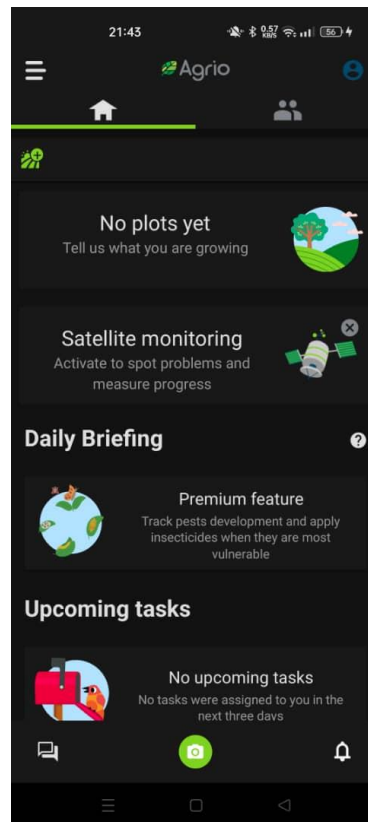 21:43
0.57 KB/S
56
Agrio
No plots yet
Tell us what you are growing
Satellite monitoring
Activate to spot problems and
measure progress
Daily Briefing
Premium feature
Track pests development and apply
insecticides when they are most
vulnerable
Upcoming tasks
No upcoming tasks
No tasks were assigned to you in the
next three days